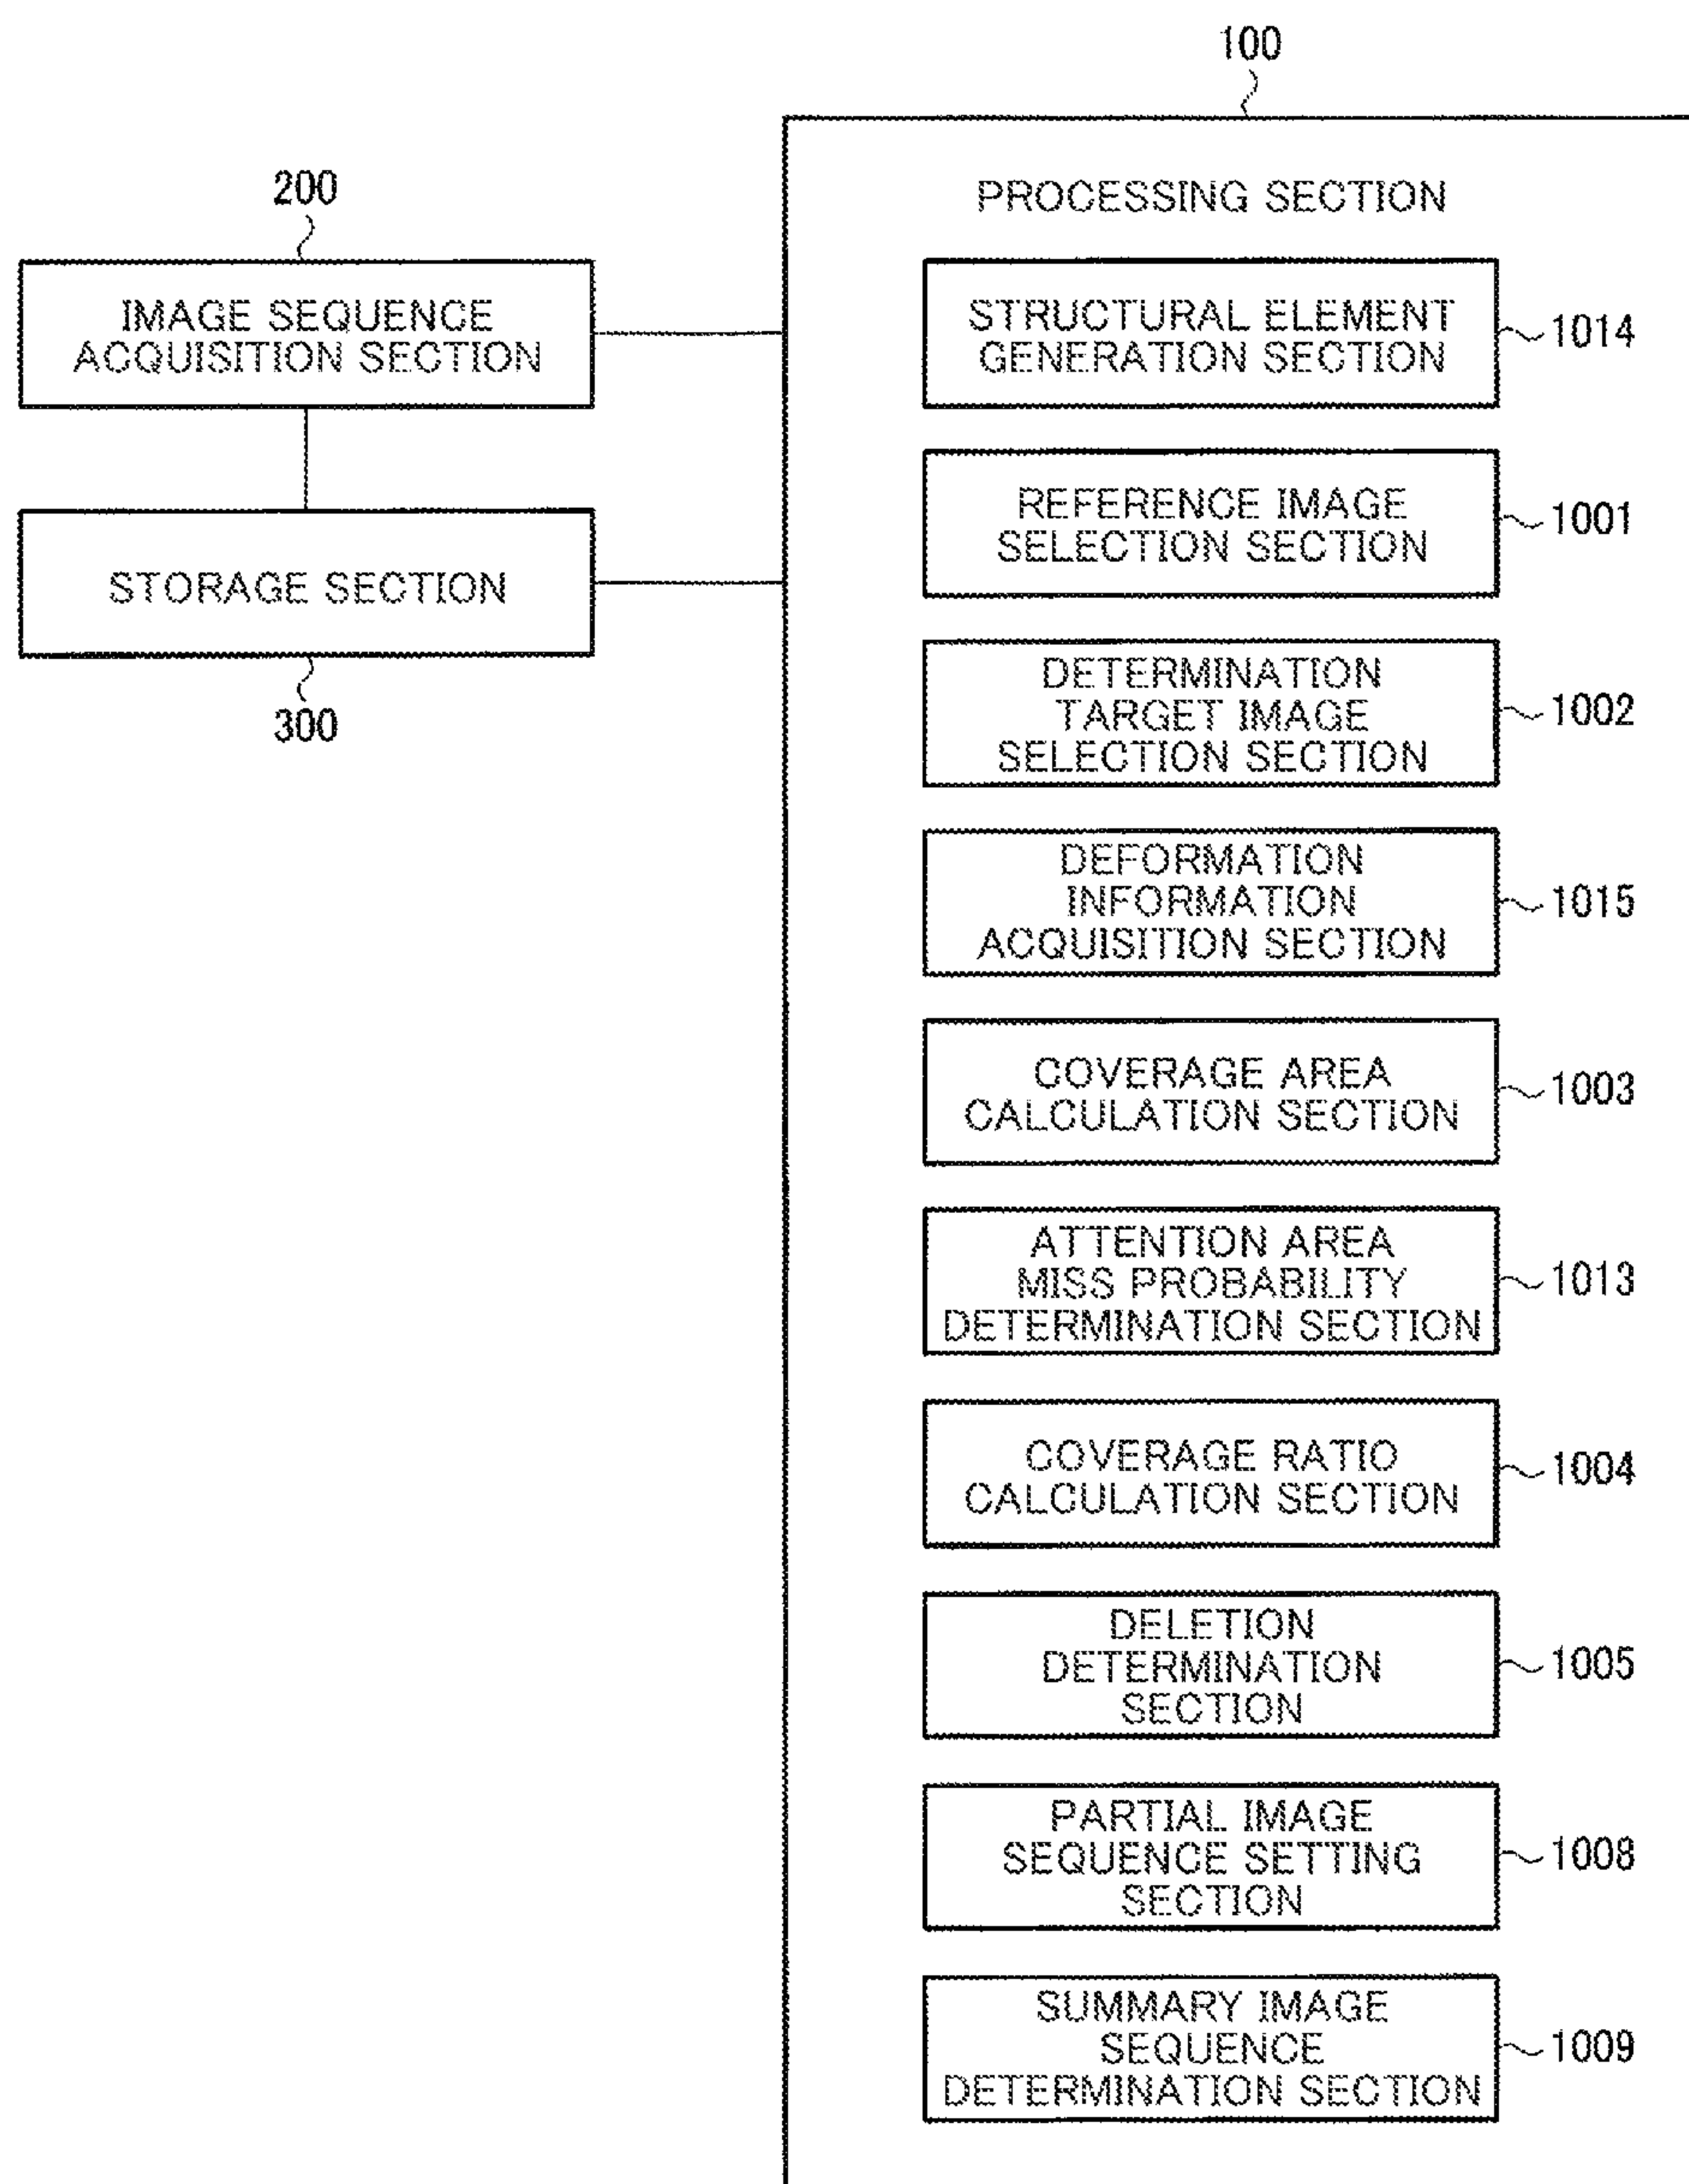 100
PROCESSING SECTION
200
IMAGE SEQUENCE
ACQUISITION SECTION
STORAGE SECTION
300
STRUCTURAL ELEMENT
GENERATION SECTION
1014
REFERENCE IMAGE
SELECTION SECTION
1001
DETERMINATION
TARGET IMAGE
SELECTION SECTION
1002
DEFORMATION
INFORMATION
ACQUISITION SECTION
1015
COVERAGE AREA
CALCULATION SECTION
1003
ATTENTION AREA
MISS PROBABILITY
DETERMINATION SECTION
1013
COVERAGE RATIO
CALCULATION SECTION
1004
DELETION
DETERMINATION
SECTION
1005
PARTIAL IMAGE
SEQUENCE SETTING
SECTION
1008
SUMMARY IMAGE
SEQUENCE
DETERMINATION SECTION
1009